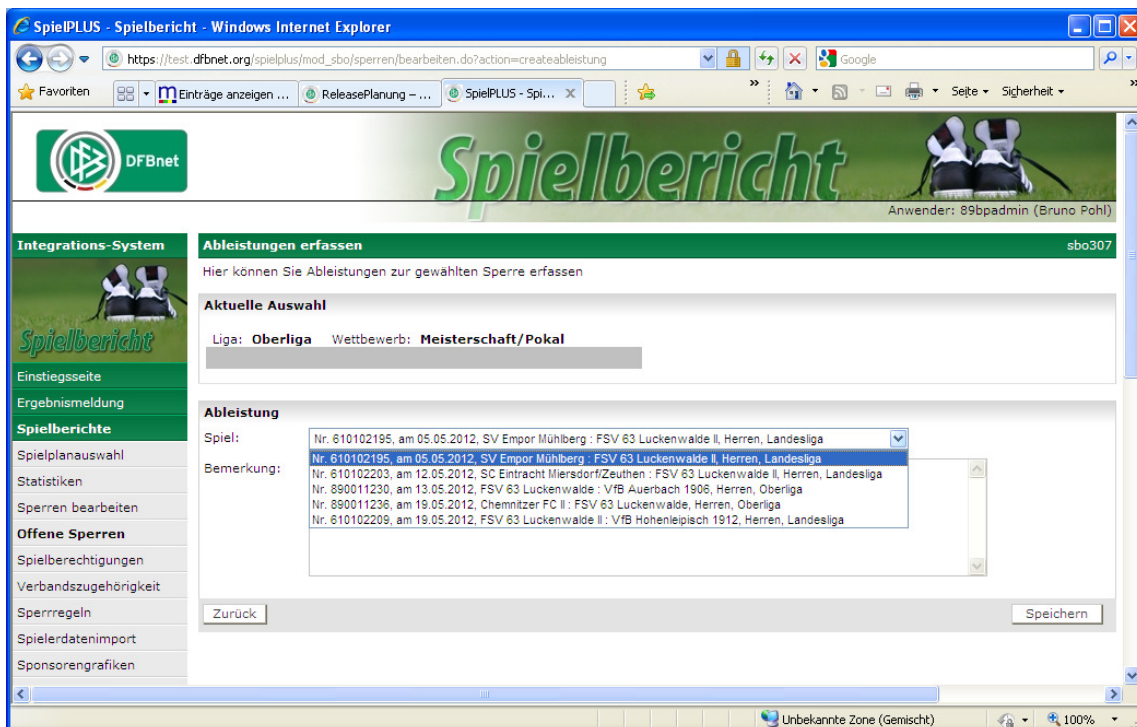 SpielPLUS - Spielbericht - Windows Internet Explorer
https://test.dfbnet.org/spielplus/mod_sbo/sperren/bearbeiten.do?action=createableistung
Google
Favoriten
Einträge anzeigen ...
ReleasePlanung – ...
SpielPLUS - Spi...
Seite
Sicherheit
DFBnet
Spielbericht
Anwender: 89bpadmin (Bruno Pohl)
Integrations-System
Spielbericht
Einstiegsseite
Ergebnismeldung
Spielberichte
Spielplanauswahl
Statistiken
Sperren bearbeiten
Offene Sperren
Spielberechtigungen
Verbandszugehörigkeit
Sperrregeln
Spielerdatenimport
Sponsorengrafiken
Ableistungen erfassen
sbo307
Hier können Sie Ableistungen zur gewählten Sperre erfassen
Aktuelle Auswahl
Liga: Oberliga Wettbewerb: Meisterschaft/Pokal
Ableistung
Spiel:
Nr. 610102195, am 05.05.2012, SV Empor Mühlberg : FSV 63 Luckenwalde II, Herren, Landesliga
Bemerkung:
Nr. 610102195, am 05.05.2012, SV Empor Mühlberg : FSV 63 Luckenwalde II, Herren, Landesliga
Nr. 610102203, am 12.05.2012, SC Eintracht Miersdorf/Zeuthen : FSV 63 Luckenwalde II, Herren, Landesliga
Nr. 890011230, am 13.05.2012, FSV 63 Luckenwalde : VfB Auerbach 1906, Herren, Oberliga
Nr. 890011236, am 19.05.2012, Chemnitzer FC II : FSV 63 Luckenwalde, Herren, Oberliga
Nr. 610102209, am 19.05.2012, FSV 63 Luckenwalde II : VfB Hohenleipisch 1912, Herren, Landesliga
Zurück
Speichern
Unbekannte Zone (Gemischt)
100%